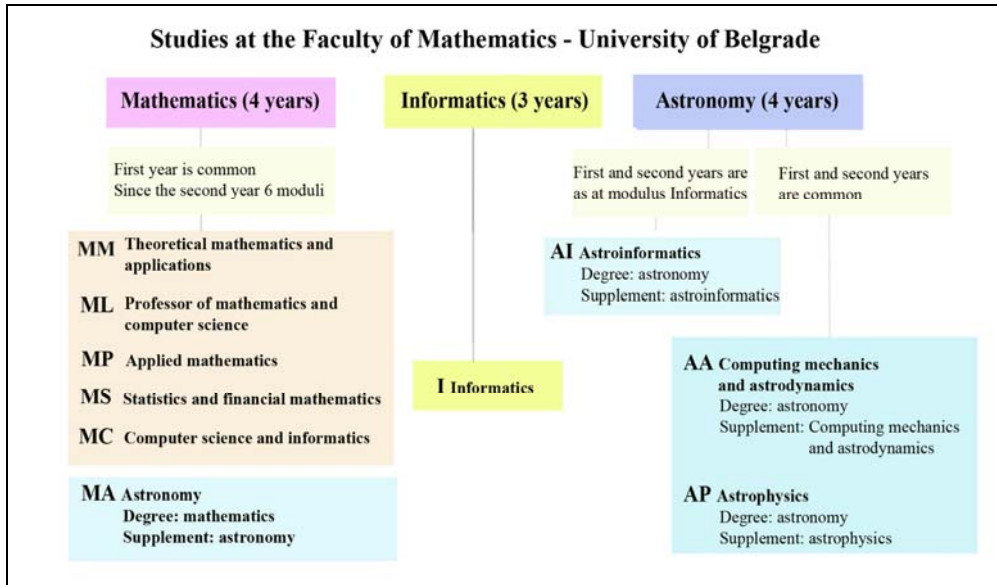 Studies at the Faculty of Mathematics - University of Belgrade
Mathematics (4 years)
Informatics (3 years)
Astronomy (4 years)
First year is common
Since the second year 6 moduli
First and second years are
as at modulus Informatics
First and second years
are common
MM Theoretical mathematics and
applications
ML Professor of mathematics and
computer science
MP Applied mathematics
MS Statistics and financial mathematics
MC Computer science and informatics
MA Astronomy
Degree: mathematics
Supplement: astronomy
I Informatics
AI Astroinformatics
Degree: astronomy
Supplement: astroinformatics
AA Computing mechanics
and astrodynamics
Degree: astronomy
Supplement: Computing mechanics
and astrodynamics
AP Astrophysics
Degree: astronomy
Supplement: astrophysics